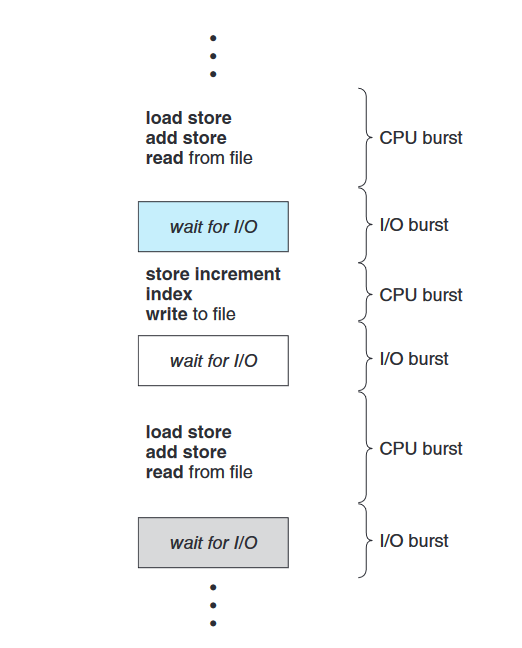 load store
add store
read from file
CPU burst
wait for I/O
I/O burst
store increment
index
write to file
CPU burst
wait for I/O
I/O burst
load store
add store
read from file
CPU burst
wait for I/O
I/O burst